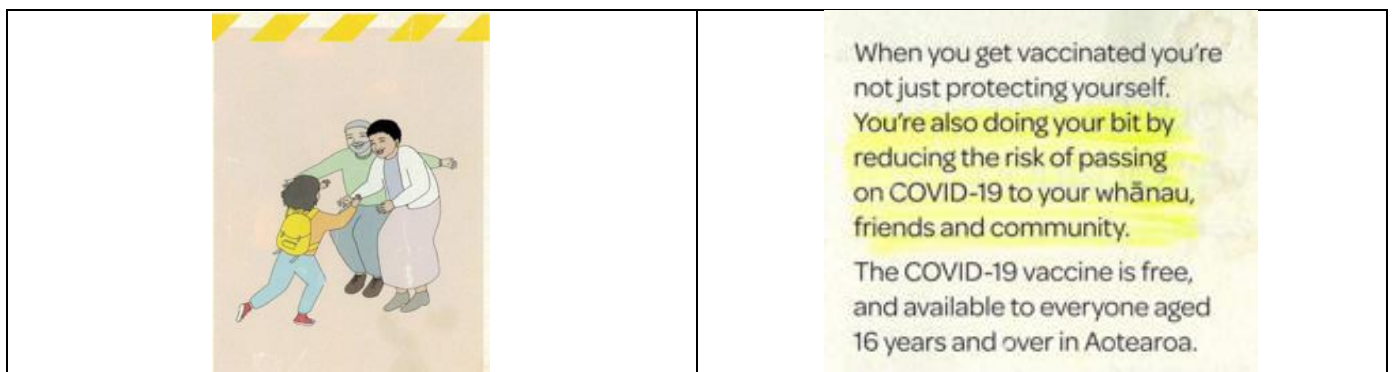 When you get vaccinated you're
not just protecting yourself.
You're also doing your bit by
reducing the risk of passing
on COVID-19 to your whānau,
friends and community.
The COVID-19 vaccine is free,
and available to everyone aged
16 years and over in Aotearoa.